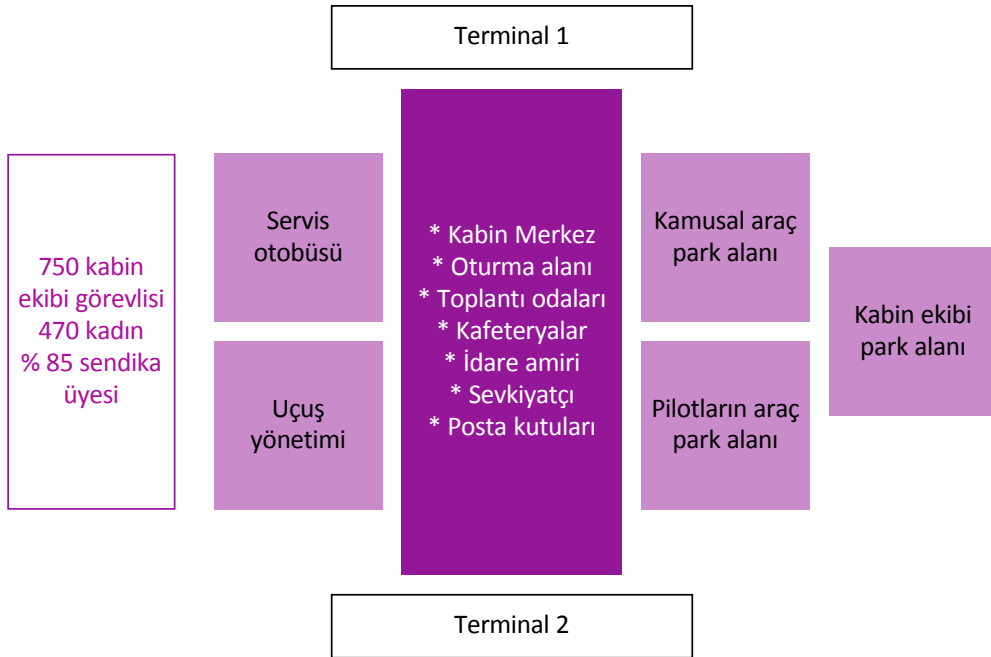 Terminal 1
750 kabin
ekibi görevlisi
470 kadın
% 85 sendika
üyesi
Servis
otobüsü
Uçuş
yönetimi
* Kabin Merkez
* Oturma alanı
* Toplantı odaları
* Kafeteryalar
* İdare amiri
* Sevkiyatçı
* Posta kutuları
Kamusal araç
park alanı
Pilotların araç
park alanı
Kabin ekibi
park alanı
Terminal 2